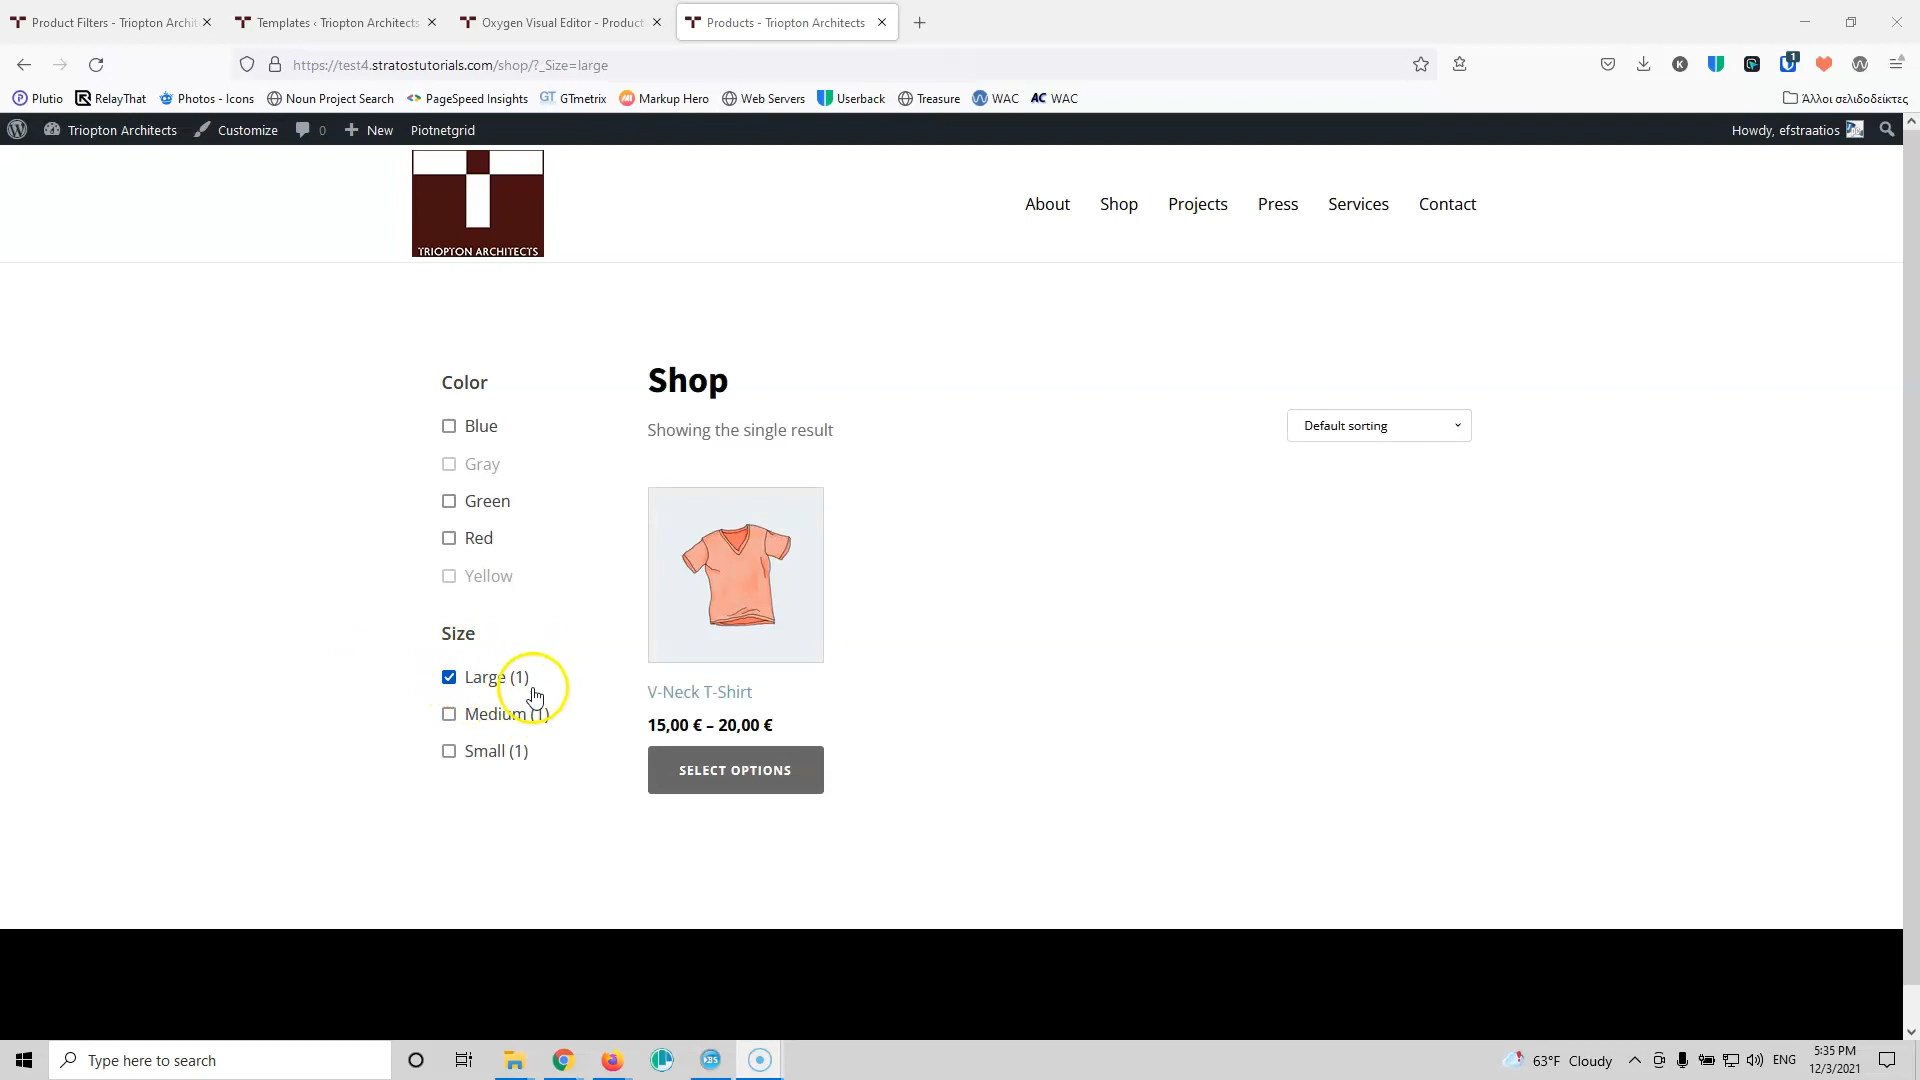 Product Filters - Triopton Archit
Templates ‹ Triopton Architects
Oxygen Visual Editor - Product
Products - Triopton Architects
https://test4.stratostutorials.com/shop/?_Size=large
Plutio
RelayThat
Photos - Icons
Noun Project Search
PageSpeed Insights
GTmetrix
Markup Hero
Web Servers
Userback
Treasure
WAC
WAC
Άλλοι σελιδοδείκτες
Triopton Architects
Customize
0
New
Piotnetgrid
Howdy, efstraatios
TRIOPTON ARCHITECTS
About
Shop
Projects
Press
Services
Contact
Color
Blue
Gray
Green
Red
Yellow
Size
Large (1)
Medium (1)
Small (1)
Shop
Showing the single result
Default sorting
V-Neck T-Shirt
15,00 € – 20,00 €
SELECT OPTIONS
Type here to search
63°F Cloudy
ENG
5:35 PM
12/3/2021